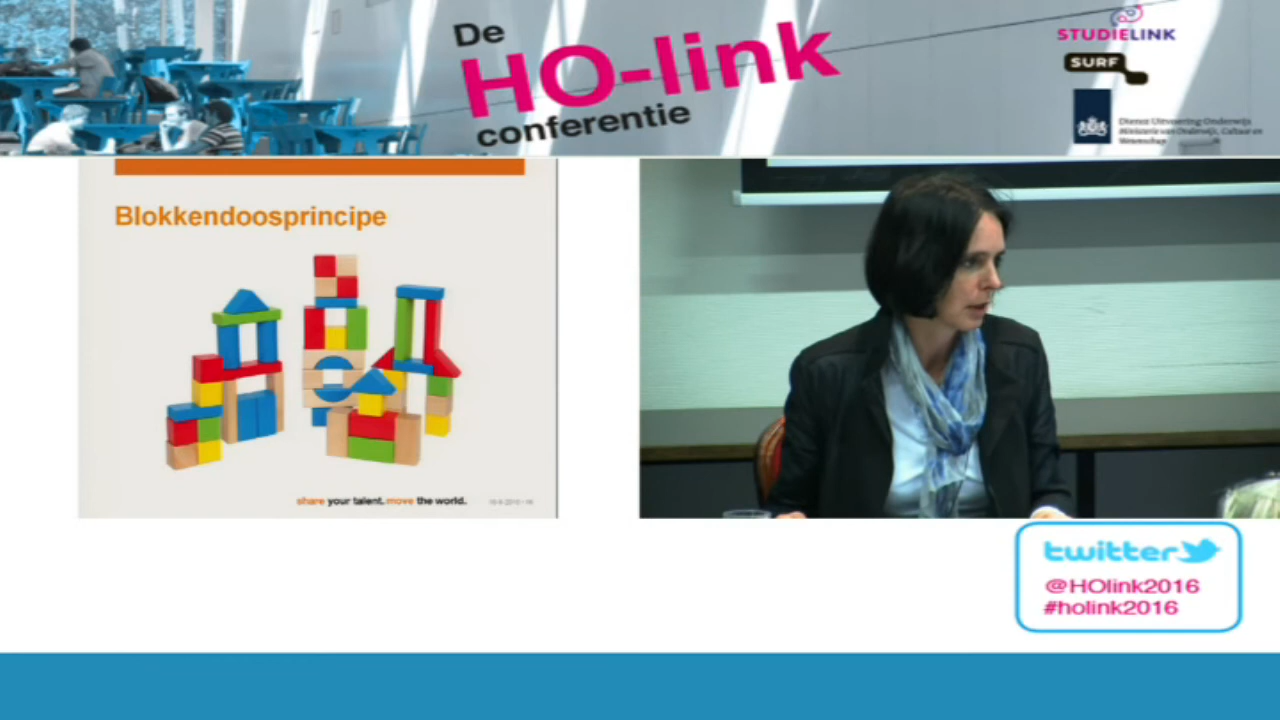 De
HO-link
conferentie
STUDIELINK
SURF
Dienst Uitvoering Onderwijs
Ministerie van Onderwijs, Cultuur en
Wetenschap
Blokkendoosprincipe
share your talent. move the world.
twitter
@HOlink2016
#holink2016